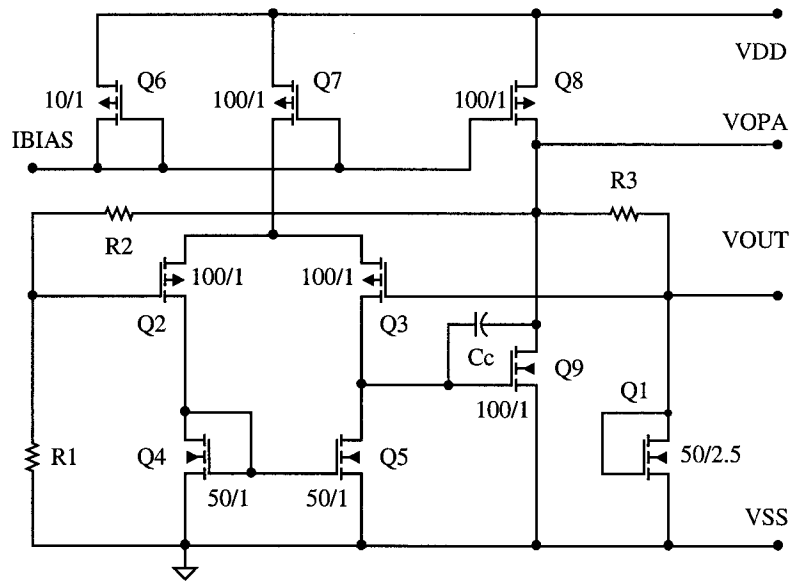 VDD
Q6
Q7
Q8
10/1
100/1
100/1
VOPA
IBIAS
R3
R2
VOUT
100/1
100/1
Q2
Q3
Cc
Q9
100/1
Q1
R1
Q4
Q5
50/2.5
50/1
50/1
VSS